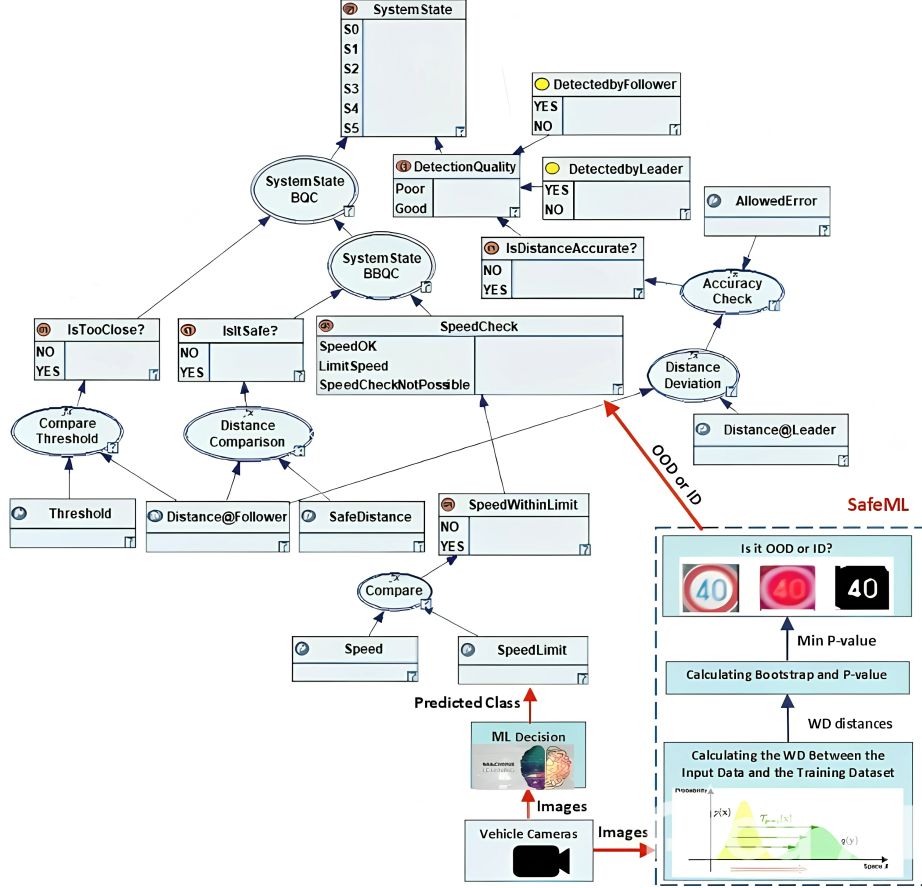 SystemState
S0
S1
S2
S3
S4
S5
DetectedbyFollower
YES
NO
DetectionQuality
Poor
Good
DetectedbyLeader
YES
NO
SystemState
BQC
AllowedError
IsDistanceAccurate?
NO
YES
SystemState
BBQC
Accuracy
Check
IsTooClose?
NO
YES
IsItSafe?
NO
YES
SpeedCheck
SpeedOK
LimitSpeed
SpeedCheckNotPossible
Distance
Deviation
Compare
Threshold
Distance
Comparison
Distance@Leader
OOD or ID
Threshold
Distance@Follower
SafeDistance
SpeedWithinLimit
NO
YES
SafeML
Is it OOD or ID?
40
40
40
Compare
Min P-value
Speed
SpeedLimit
Calculating Bootstrap and P-value
Predicted Class
WD distances
ML Decision
Calculating the WD Between the
Input Data and the Training Dataset
Images
Probability
p(x)
q(y)
Vehicle Cameras
Images